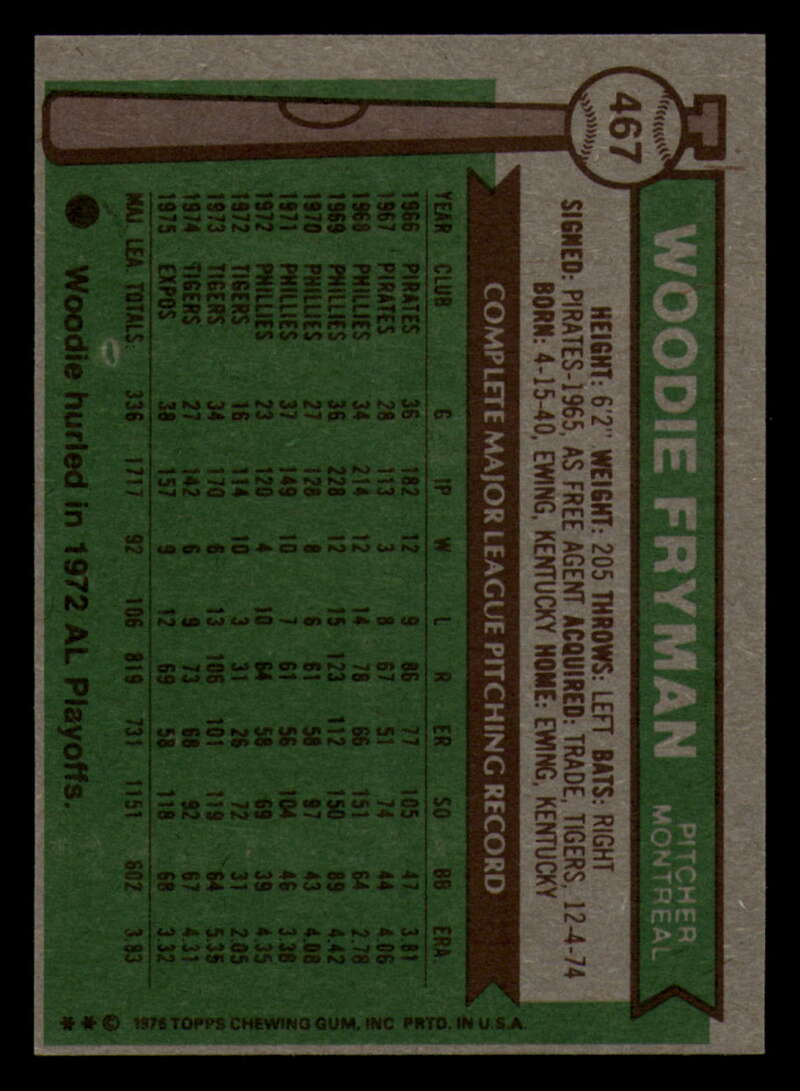 467
WOODIE FRYMAN
PITCHER
MONTREAL
HEIGHT: 6'2" WEIGHT: 205 THROWS: LEFT BATS: RIGHT
SIGNED: PIRATES-1965, AS FREE AGENT ACQUIRED: TRADE, TIGERS, 12-4-74
BORN: 4-15-40, EWING, KENTUCKY HOME: EWING, KENTUCKY
COMPLETE MAJOR LEAGUE PITCHING RECORD
YEAR CLUB G IP W L R ER SO BB ERA.
1966 PIRATES 36 182 12 9 86 77 105 47 3.81
1967 PIRATES 28 113 3 8 67 51 74 44 4.06
1968 PHILLIES 34 214 12 14 78 66 151 64 2.78
1969 PHILLIES 36 228 12 15 123 112 150 89 4.42
1970 PHILLIES 27 128 8 6 61 58 97 43 4.08
1971 PHILLIES 37 149 10 7 61 56 104 46 3.38
1972 PHILLIES 23 120 4 10 64 58 69 39 4.35
1972 TIGERS 16 114 10 3 31 26 72 31 2.05
1973 TIGERS 34 170 6 13 106 101 119 64 5.35
1974 TIGERS 27 142 6 9 73 68 92 67 4.31
1975 EXPOS 38 157 9 12 69 58 118 68 3.32
MAJ. LEA. TOTALS: 336 1717 92 106 819 731 1151 602 3.83
Woodie hurled in 1972 AL Playoffs.
** © 1976 TOPPS CHEWING GUM, INC PRTD. IN U.S.A.